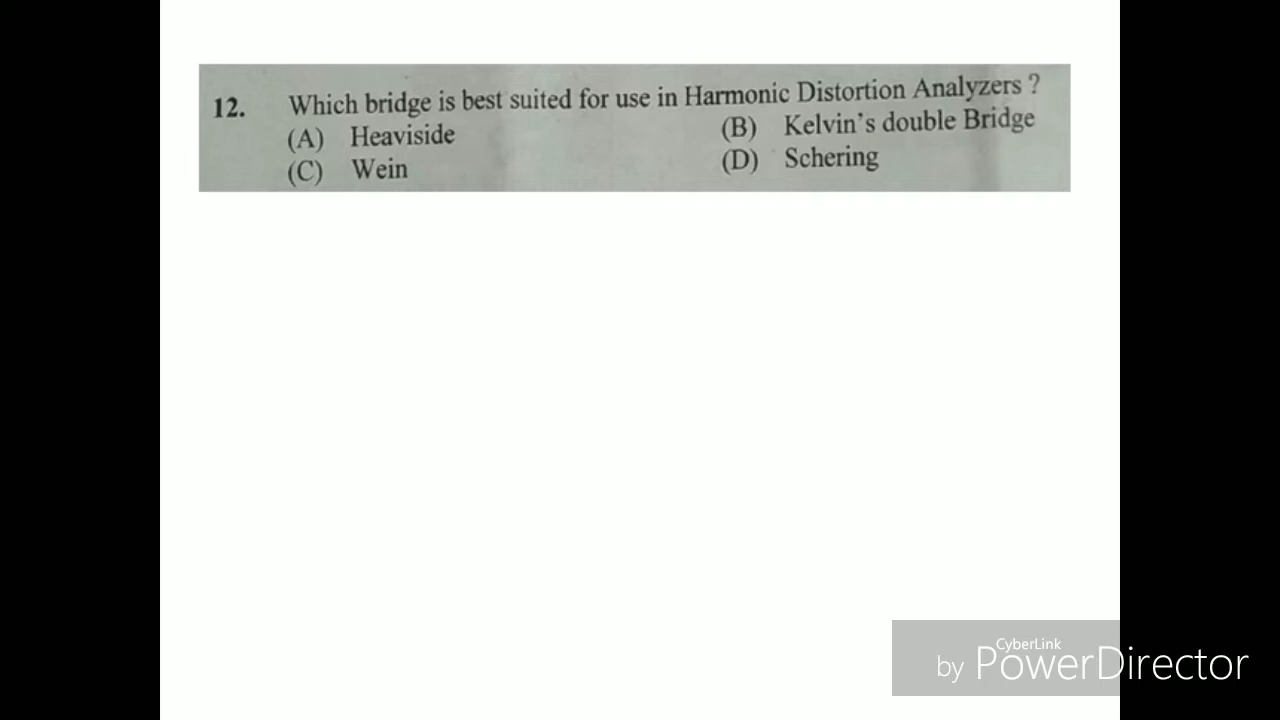 12. Which bridge is best suited for use in Harmonic Distortion Analyzers ?
(A) Heaviside (B) Kelvin's double Bridge
(C) Wein (D) Schering
CyberLink
by PowerDirector